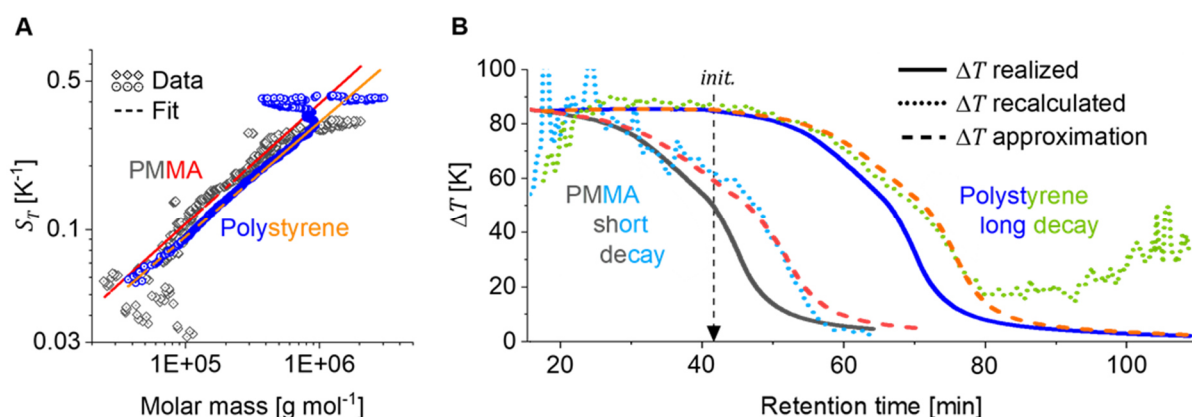 A
S_T [K⁻¹]
0.5
0.1
0.03
Data
Fit
PMMA
Polystyrene
1E+05
1E+06
Molar mass [g mol⁻¹]
B
ΔT [K]
100
80
60
40
20
0
init.
ΔT realized
ΔT recalculated
ΔT approximation
PMMA
short
decay
Polystyrene
long decay
20
40
60
80
100
Retention time [min]